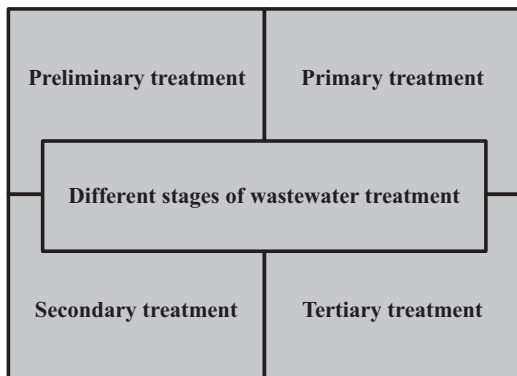 Preliminary treatment
Primary treatment
Different stages of wastewater treatment
Secondary treatment
Tertiary treatment